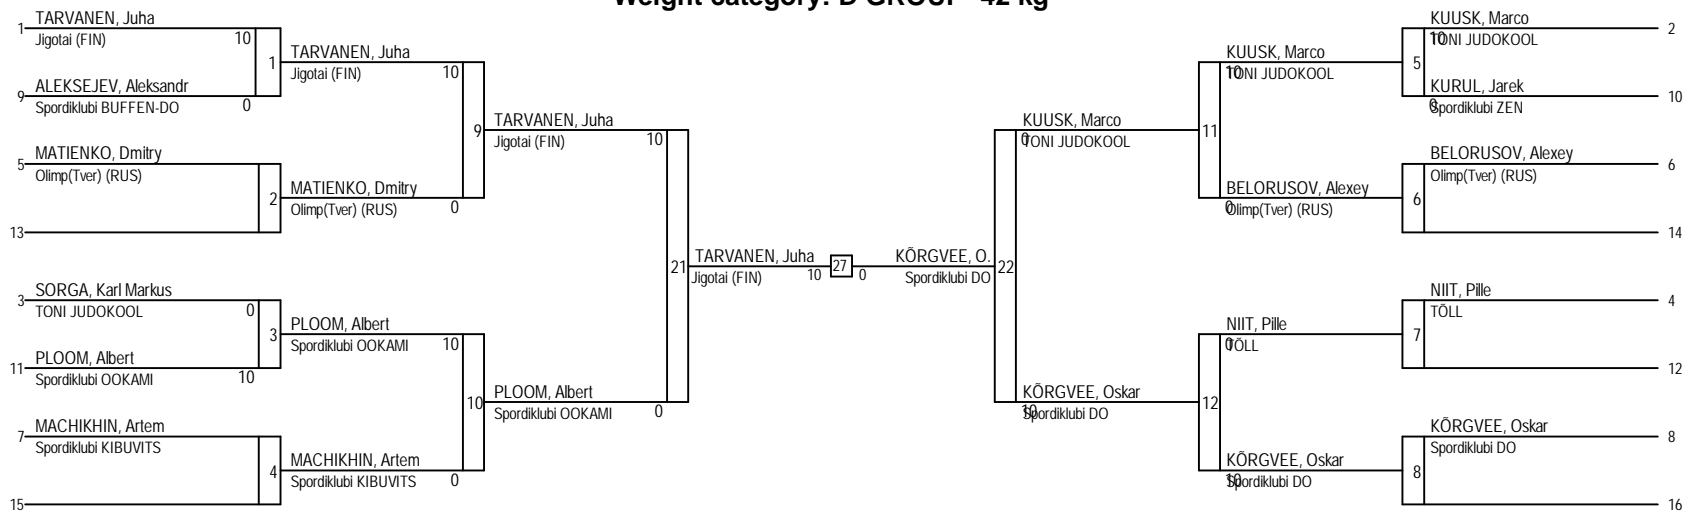 Weight category: D GROUP -42 kg
1 TARVANEN, Juha
Jigotai (FIN) 10
1
9 ALEKSEJEV, Aleksandr
Spordiklubi BUFFEN-DO 0
5 MATIENKO, Dmitry
Olimp(Tver) (RUS)
2
13
3 SORGA, Karl Markus
TONI JUDOKOOL 0
3
11 PLOOM, Albert
Spordiklubi OOKAMI 10
7 MACHIKHIN, Artem
Spordiklubi KIBUVITS
4
15
TARVANEN, Juha
Jigotai (FIN) 10
9
MATIENKO, Dmitry
Olimp(Tver) (RUS) 0
PLOOM, Albert
Spordiklubi OOKAMI 10
10
MACHIKHIN, Artem
Spordiklubi KIBUVITS 0
TARVANEN, Juha
Jigotai (FIN) 10
21
PLOOM, Albert
Spordiklubi OOKAMI 0
TARVANEN, Juha
Jigotai (FIN) 10
27
KÕRGVEE, O.
0 Spordiklubi DO
22
KUUSK, Marco
0 TONI JUDOKOOL
KÕRGVEE, Oskar
10 Spordiklubi DO
KUUSK, Marco
10 TONI JUDOKOOL
11
BELORUSOV, Alexey
0 Olimp(Tver) (RUS)
NIIT, Pille
0 TÕLL
12
KÕRGVEE, Oskar
10 Spordiklubi DO
KUUSK, Marco 2
10 TONI JUDOKOOL
5
KURUL, Jarek 10
0 Spordiklubi ZEN
BELORUSOV, Alexey 6
Olimp(Tver) (RUS)
6
14
NIIT, Pille 4
TÕLL
7
12
KÕRGVEE, Oskar 8
Spordiklubi DO
8
16